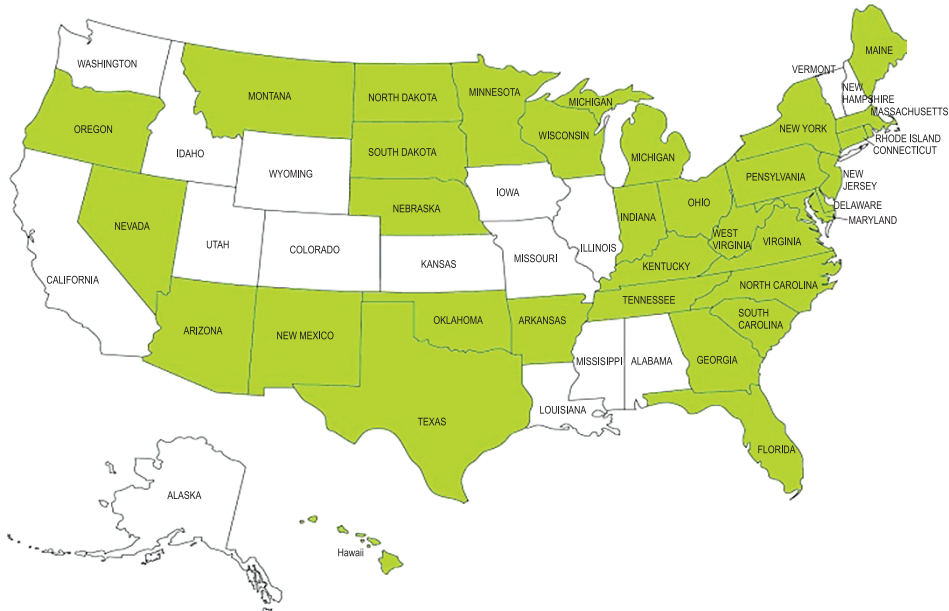 WASHINGTON
MAINE
VERMONT
NEW
HAMPSHIRE
MASSACHUSETTS
MONTANA
NORTH DAKOTA
MINNESOTA
MICHIGAN
OREGON
WISCONSIN
NEW YORK
RHODE ISLAND
CONNECTICUT
IDAHO
SOUTH DAKOTA
MICHIGAN
WYOMING
PENSYLVANIA
NEW
JERSEY
IOWA
NEBRASKA
OHIO
DELAWARE
MARYLAND
NEVADA
INDIANA
WEST
VIRGINIA
VIRGINIA
UTAH
COLORADO
ILLINOIS
MISSOURI
KANSAS
KENTUCKY
CALIFORNIA
NORTH CAROLINA
TENNESSEE
SOUTH
CAROLINA
ARIZONA
NEW MEXICO
OKLAHOMA
ARKANSAS
MISSISIPPI
ALABAMA
GEORGIA
LOUISIANA
TEXAS
FLORIDA
ALASKA
Hawaii